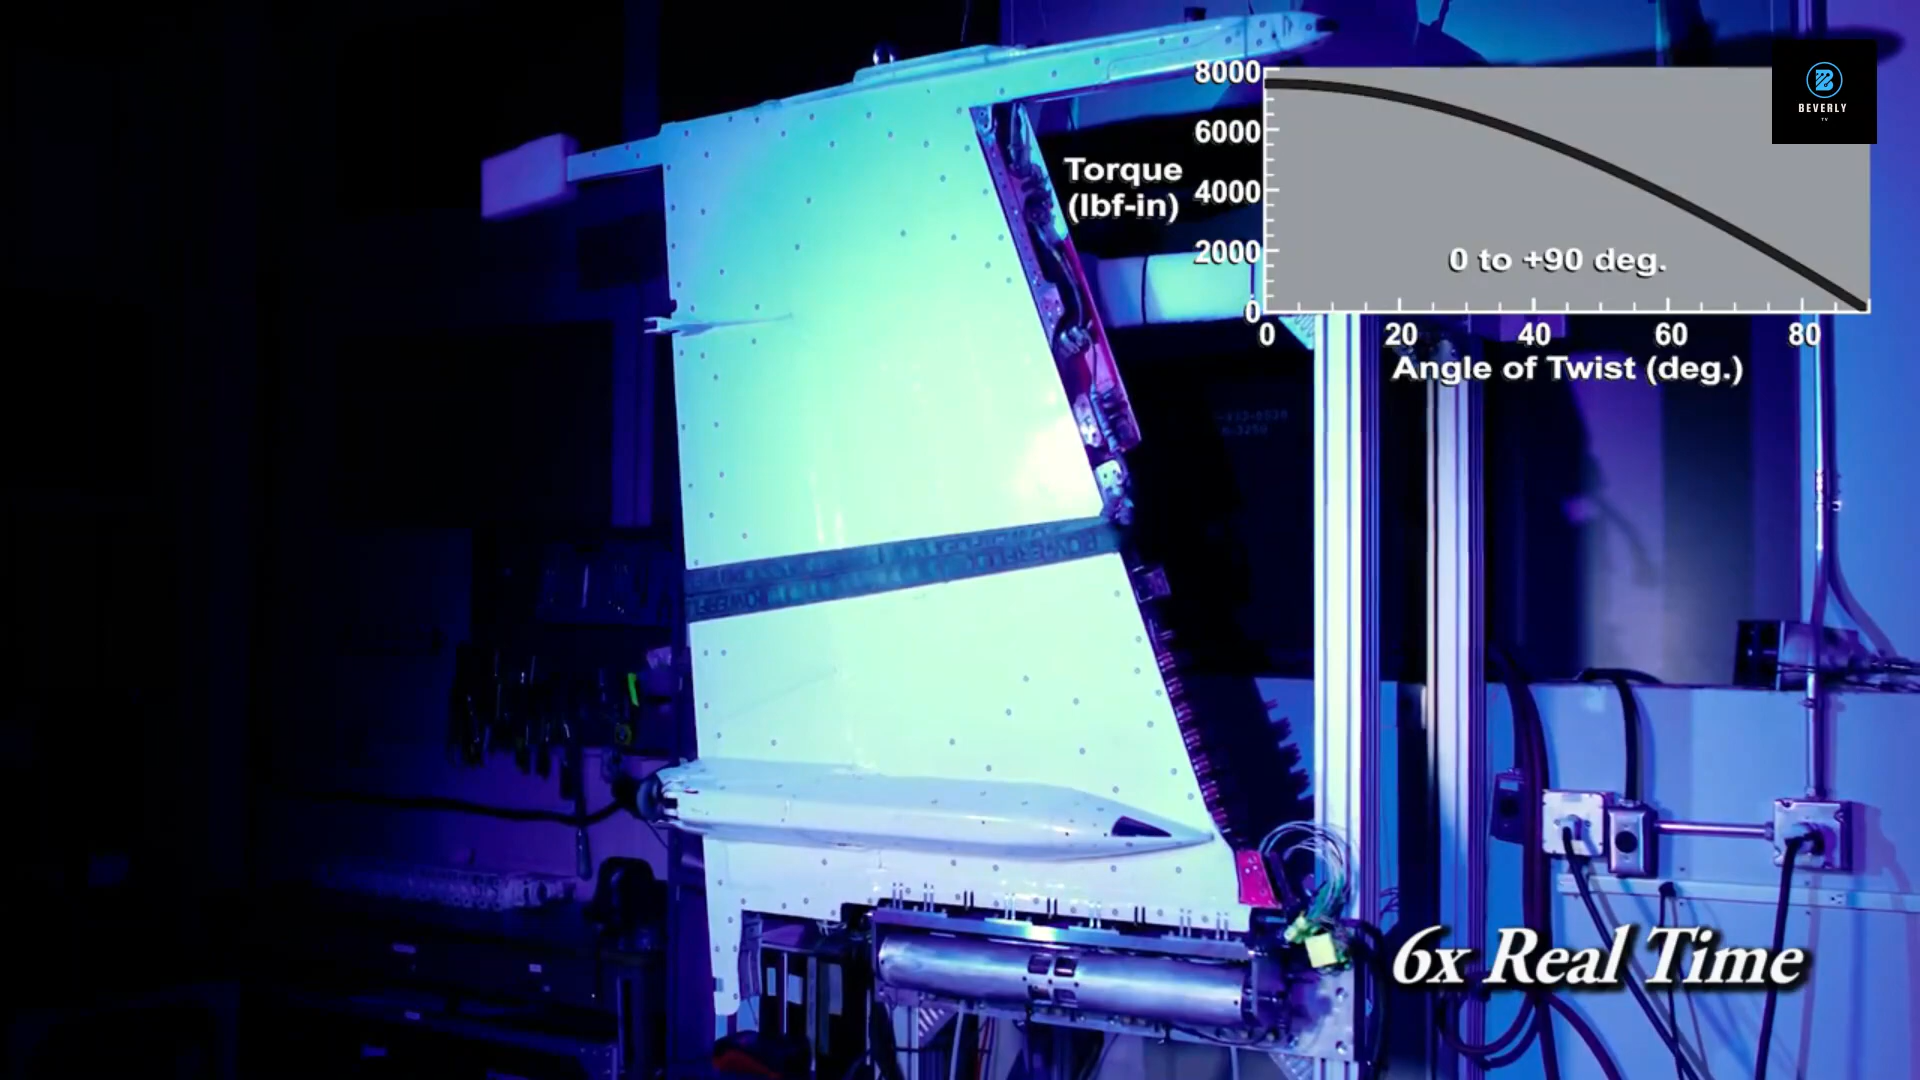 8000
6000
4000
2000
0
Torque
(lbf-in)
0 to +90 deg.
0
20
40
60
80
Angle of Twist (deg.)
BEVERLY
TV
6x Real Time